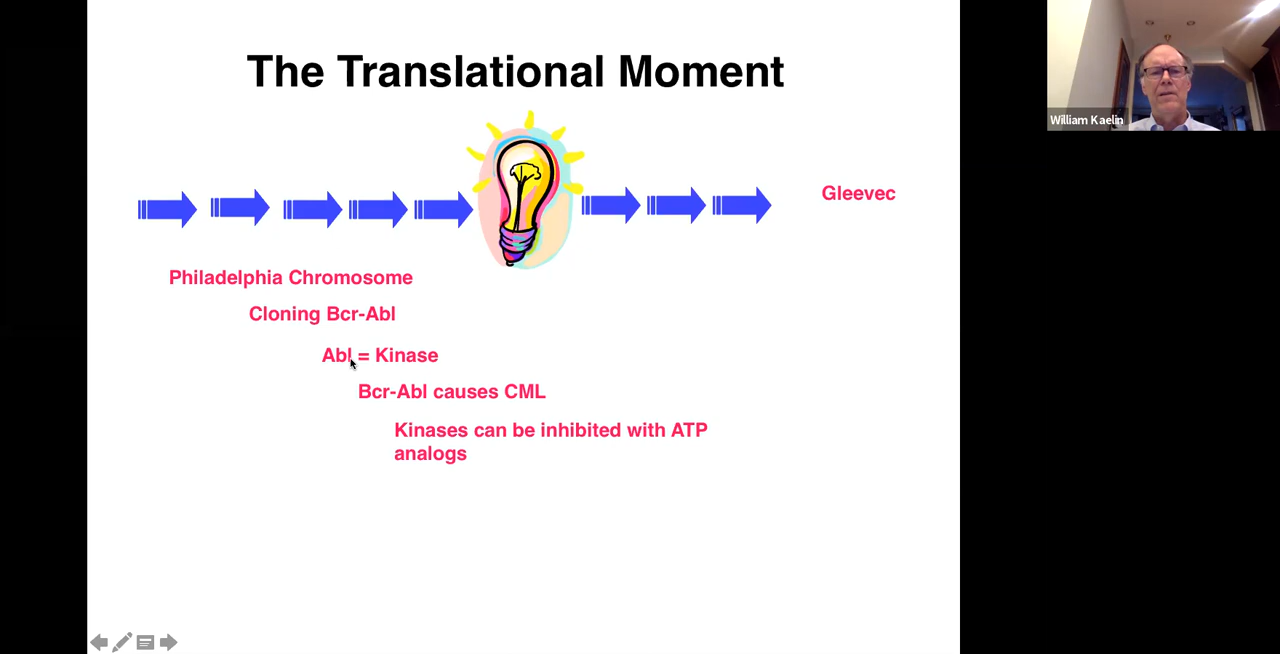 The Translational Moment
William Kaelin
Gleevec
Philadelphia Chromosome
Cloning Bcr-Abl
Abl = Kinase
Bcr-Abl causes CML
Kinases can be inhibited with ATP
analogs